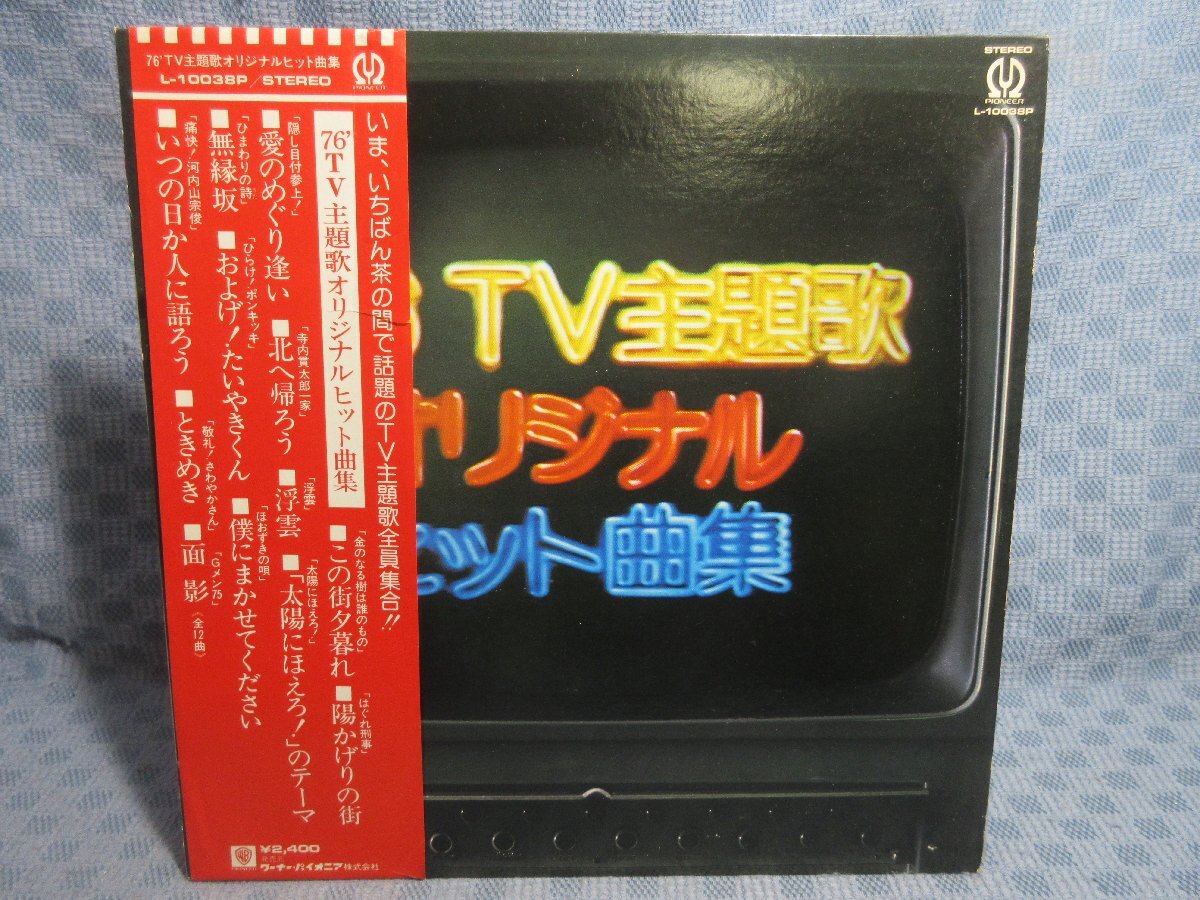 76'TV主題歌オリジナルヒット曲集
L-10038P/STEREO
PIONEER
いま、いちばん茶の間で話題のTV主題歌全員集合!!
76'TV主題歌オリジナルヒット曲集
「金のなる樹は誰のもの」
■この街夕暮れ
「はぐれ刑事」
■陽かげりの街
「隠し目付参上!」
■愛のめぐり逢い
「寺内貫太郎一家」
■北へ帰ろう
「浮雲」
■浮雲
「太陽にほえろ!」
■「太陽にほえろ!」のテーマ
「ひまわりの詩」
■無縁坂
「ひらけ!ポンキッキ」
■およげ!たいやきくん
「ほおずきの唄」
■僕にまかせてください
「痛快!河内山宗俊」
■いつの日か人に語ろう
「敬礼!さわやかさん」
■ときめき
「Gメン75」
■面影
《全12曲》
¥2,400
発売元
ワーナー・パイオニア株式会社
STEREO
PIONEER
L-10038P
TV主題歌
オリジナル
ヒット曲集